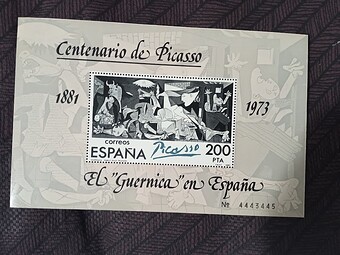 Centenario de Picasso
1881
1973
correos
ESPAÑA
Picasso
200
PTA
El "Guernica" en España
Nº 4443445